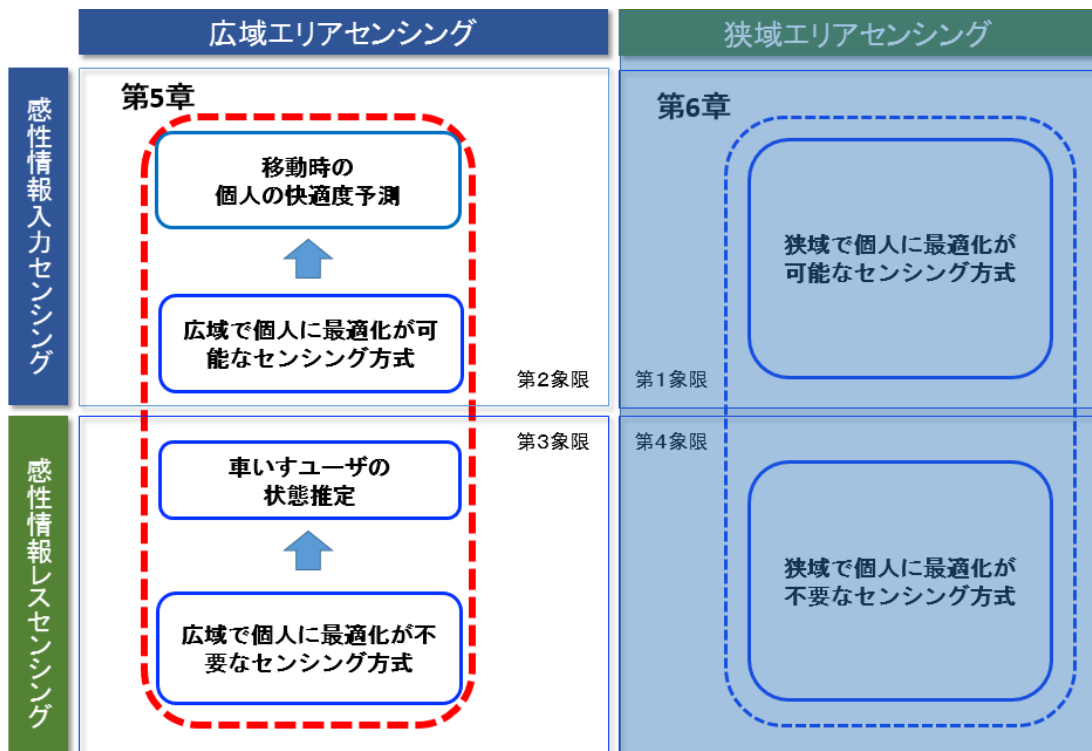 広域エリアセンシング
狭域エリアセンシング
感性情報入力センシング
第5章
移動時の
個人の快適度予測
広域で個人に最適化が可
能なセンシング方式
第2象限
第6章
狭域で個人に最適化が
可能なセンシング方式
第1象限
感性情報レスセンシング
第3象限
車いすユーザの
状態推定
広域で個人に最適化が不
要なセンシング方式
第4象限
狭域で個人に最適化が
不要なセンシング方式